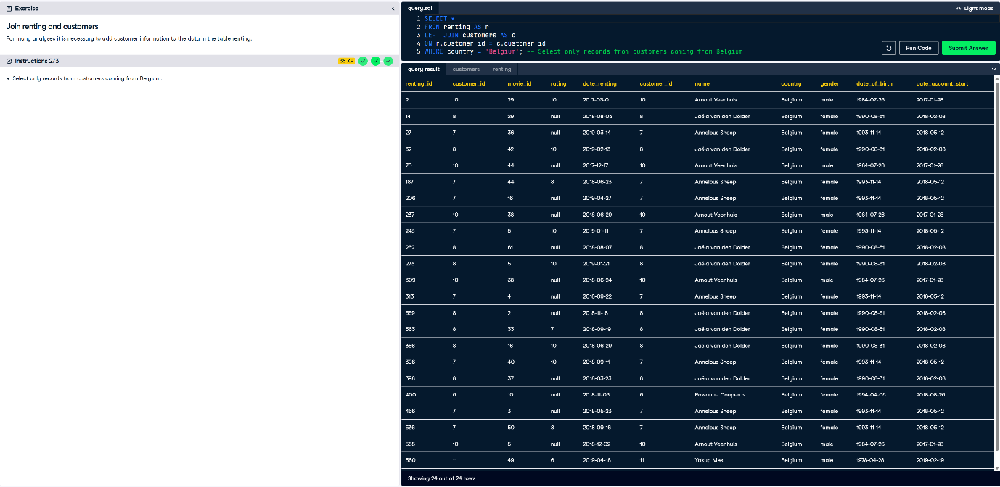 Exercise
Join renting and customers
For many analyses it is necessary to add customer information to the data in the table renting.
Instructions 2/3
35 XP
• Select only records from customers coming from Belgium.
query.sql
Light mode
1 SELECT *
2 FROM renting AS r
3 LEFT JOIN customers AS c
4 ON r.customer_id = c.customer_id
5 WHERE country = 'Belgium'; -- Select only records from customers coming from Belgium
Run Code
Submit Answer
query result customers renting
renting_id customer_id movie_id rating date_renting customer_id name country gender date_of_birth date_account_start
2 10 29 10 2017-03-01 10 Arnout Veenhuis Belgium male 1984-07-26 2017-01-28
14 8 29 null 2018-08-03 8 Jaëla van den Dolder Belgium female 1990-08-31 2018-02-08
27 7 36 null 2019-03-14 7 Annelous Sneep Belgium female 1993-11-14 2018-05-12
32 8 42 10 2019-02-13 8 Jaëla van den Dolder Belgium female 1990-08-31 2018-02-08
70 10 44 null 2017-12-17 10 Arnout Veenhuis Belgium male 1984-07-26 2017-01-28
187 7 44 8 2018-06-23 7 Annelous Sneep Belgium female 1993-11-14 2018-05-12
206 7 16 null 2019-04-27 7 Annelous Sneep Belgium female 1993-11-14 2018-05-12
237 10 38 null 2018-06-29 10 Arnout Veenhuis Belgium male 1984-07-26 2017-01-28
243 7 5 10 2019-01-11 7 Annelous Sneep Belgium female 1993-11-14 2018-05-12
252 8 61 null 2018-08-07 8 Jaëla van den Dolder Belgium female 1990-08-31 2018-02-08
273 8 5 10 2019-01-21 8 Jaëla van den Dolder Belgium female 1990-08-31 2018-02-08
309 10 38 null 2018-06-24 10 Arnout Veenhuis Belgium male 1984-07-26 2017-01-28
313 7 4 null 2018-09-22 7 Annelous Sneep Belgium female 1993-11-14 2018-05-12
339 8 2 null 2018-11-18 8 Jaëla van den Dolder Belgium female 1990-08-31 2018-02-08
363 8 33 7 2018-09-19 8 Jaëla van den Dolder Belgium female 1990-08-31 2018-02-08
386 8 16 10 2018-06-29 8 Jaëla van den Dolder Belgium female 1990-08-31 2018-02-08
396 7 40 10 2018-09-11 7 Annelous Sneep Belgium female 1993-11-14 2018-05-12
398 8 37 null 2018-03-23 8 Jaëla van den Dolder Belgium female 1990-08-31 2018-02-08
400 6 10 null 2018-11-03 6 Rowanne Couperus Belgium female 1994-04-05 2018-08-26
456 7 3 null 2018-05-23 7 Annelous Sneep Belgium female 1993-11-14 2018-05-12
536 7 50 8 2018-09-16 7 Annelous Sneep Belgium female 1993-11-14 2018-05-12
555 10 5 null 2018-12-02 10 Arnout Veenhuis Belgium male 1984-07-26 2017-01-28
560 11 49 6 2019-04-18 11 Yakup Mes Belgium male 1978-04-28 2019-02-19
Showing 24 out of 24 rows